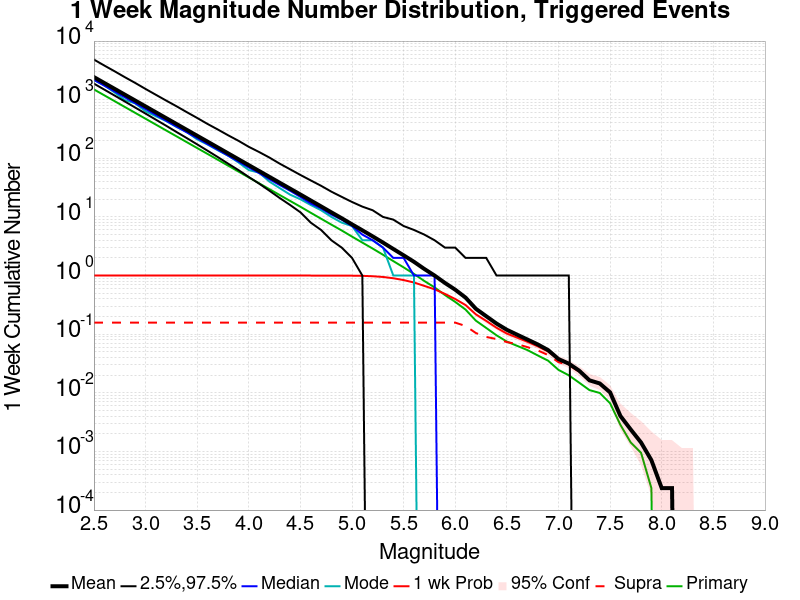 1 Week Magnitude Number Distribution, Triggered Events
1 Week Cumulative Number
10^4
10^3
10^2
10^1
10^0
10^-1
10^-2
10^-3
10^-4
2.5 3.0 3.5 4.0 4.5 5.0 5.5 6.0 6.5 7.0 7.5 8.0 8.5 9.0
Magnitude
Mean 2.5%,97.5% Median Mode 1 wk Prob 95% Conf Supra Primary